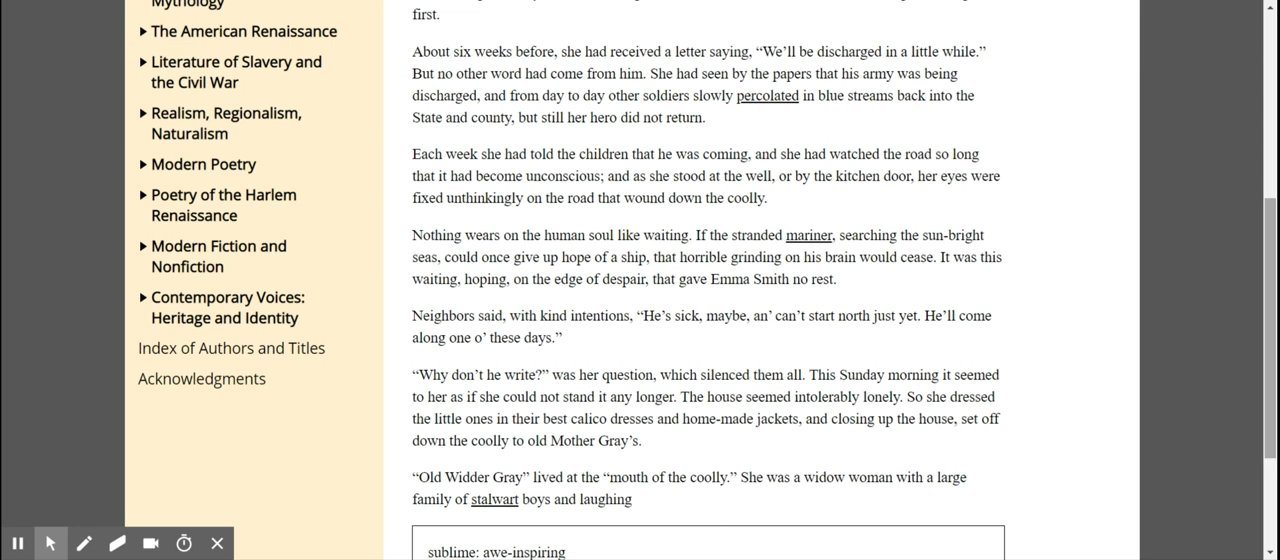 Mythology
The American Renaissance
Literature of Slavery and
the Civil War
Realism, Regionalism,
Naturalism
Modern Poetry
Poetry of the Harlem
Renaissance
Modern Fiction and
Nonfiction
Contemporary Voices:
Heritage and Identity
Index of Authors and Titles
Acknowledgments
first.
About six weeks before, she had received a letter saying, “We’ll be discharged in a little while.”
But no other word had come from him. She had seen by the papers that his army was being
discharged, and from day to day other soldiers slowly percolated in blue streams back into the
State and county, but still her hero did not return.
Each week she had told the children that he was coming, and she had watched the road so long
that it had become unconscious; and as she stood at the well, or by the kitchen door, her eyes were
fixed unthinkingly on the road that wound down the coolly.
Nothing wears on the human soul like waiting. If the stranded mariner, searching the sun-bright
seas, could once give up hope of a ship, that horrible grinding on his brain would cease. It was this
waiting, hoping, on the edge of despair, that gave Emma Smith no rest.
Neighbors said, with kind intentions, “He’s sick, maybe, an’ can’t start north just yet. He’ll come
along one o’ these days.”
“Why don’t he write?” was her question, which silenced them all. This Sunday morning it seemed
to her as if she could not stand it any longer. The house seemed intolerably lonely. So she dressed
the little ones in their best calico dresses and home-made jackets, and closing up the house, set off
down the coolly to old Mother Gray’s.
“Old Widder Gray” lived at the “mouth of the coolly.” She was a widow woman with a large
family of stalwart boys and laughing
sublime: awe-inspiring